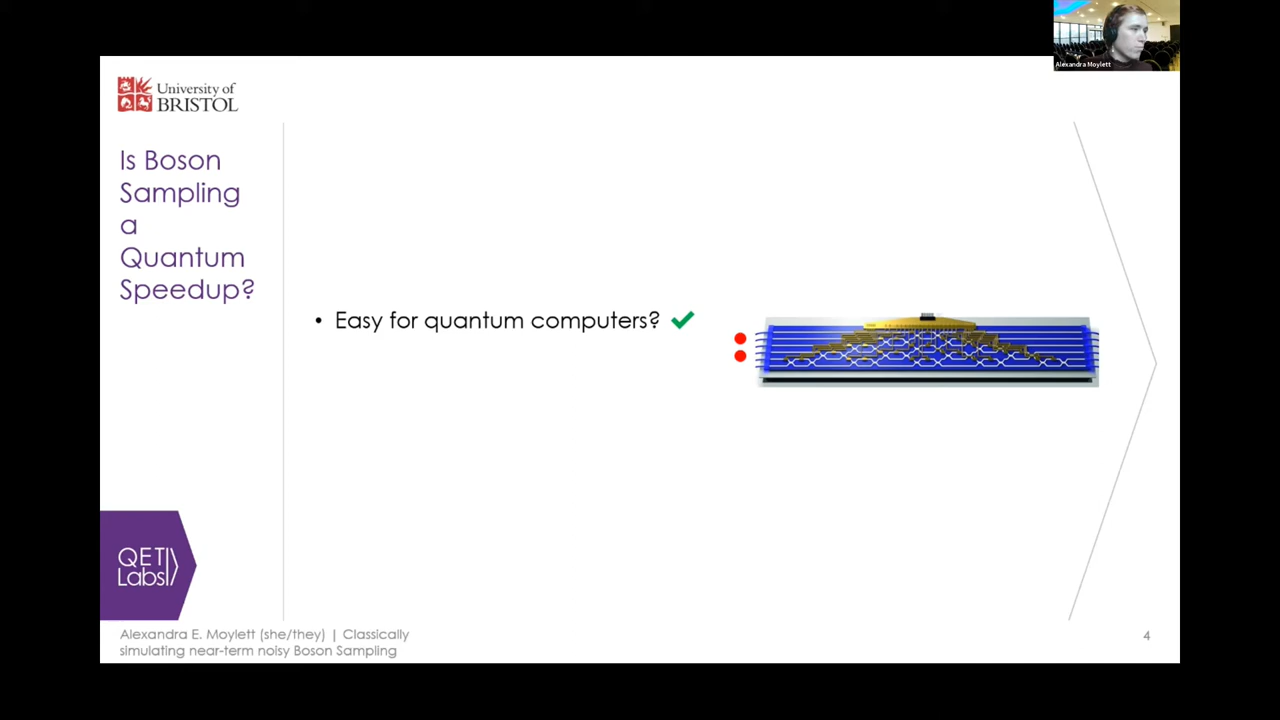 Alexandra Moylett
University of
BRISTOL
Is Boson
Sampling
a
Quantum
Speedup?
• Easy for quantum computers? ✓
QET
Labs
Alexandra E. Moylett (she/they) | Classically
simulating near-term noisy Boson Sampling
4